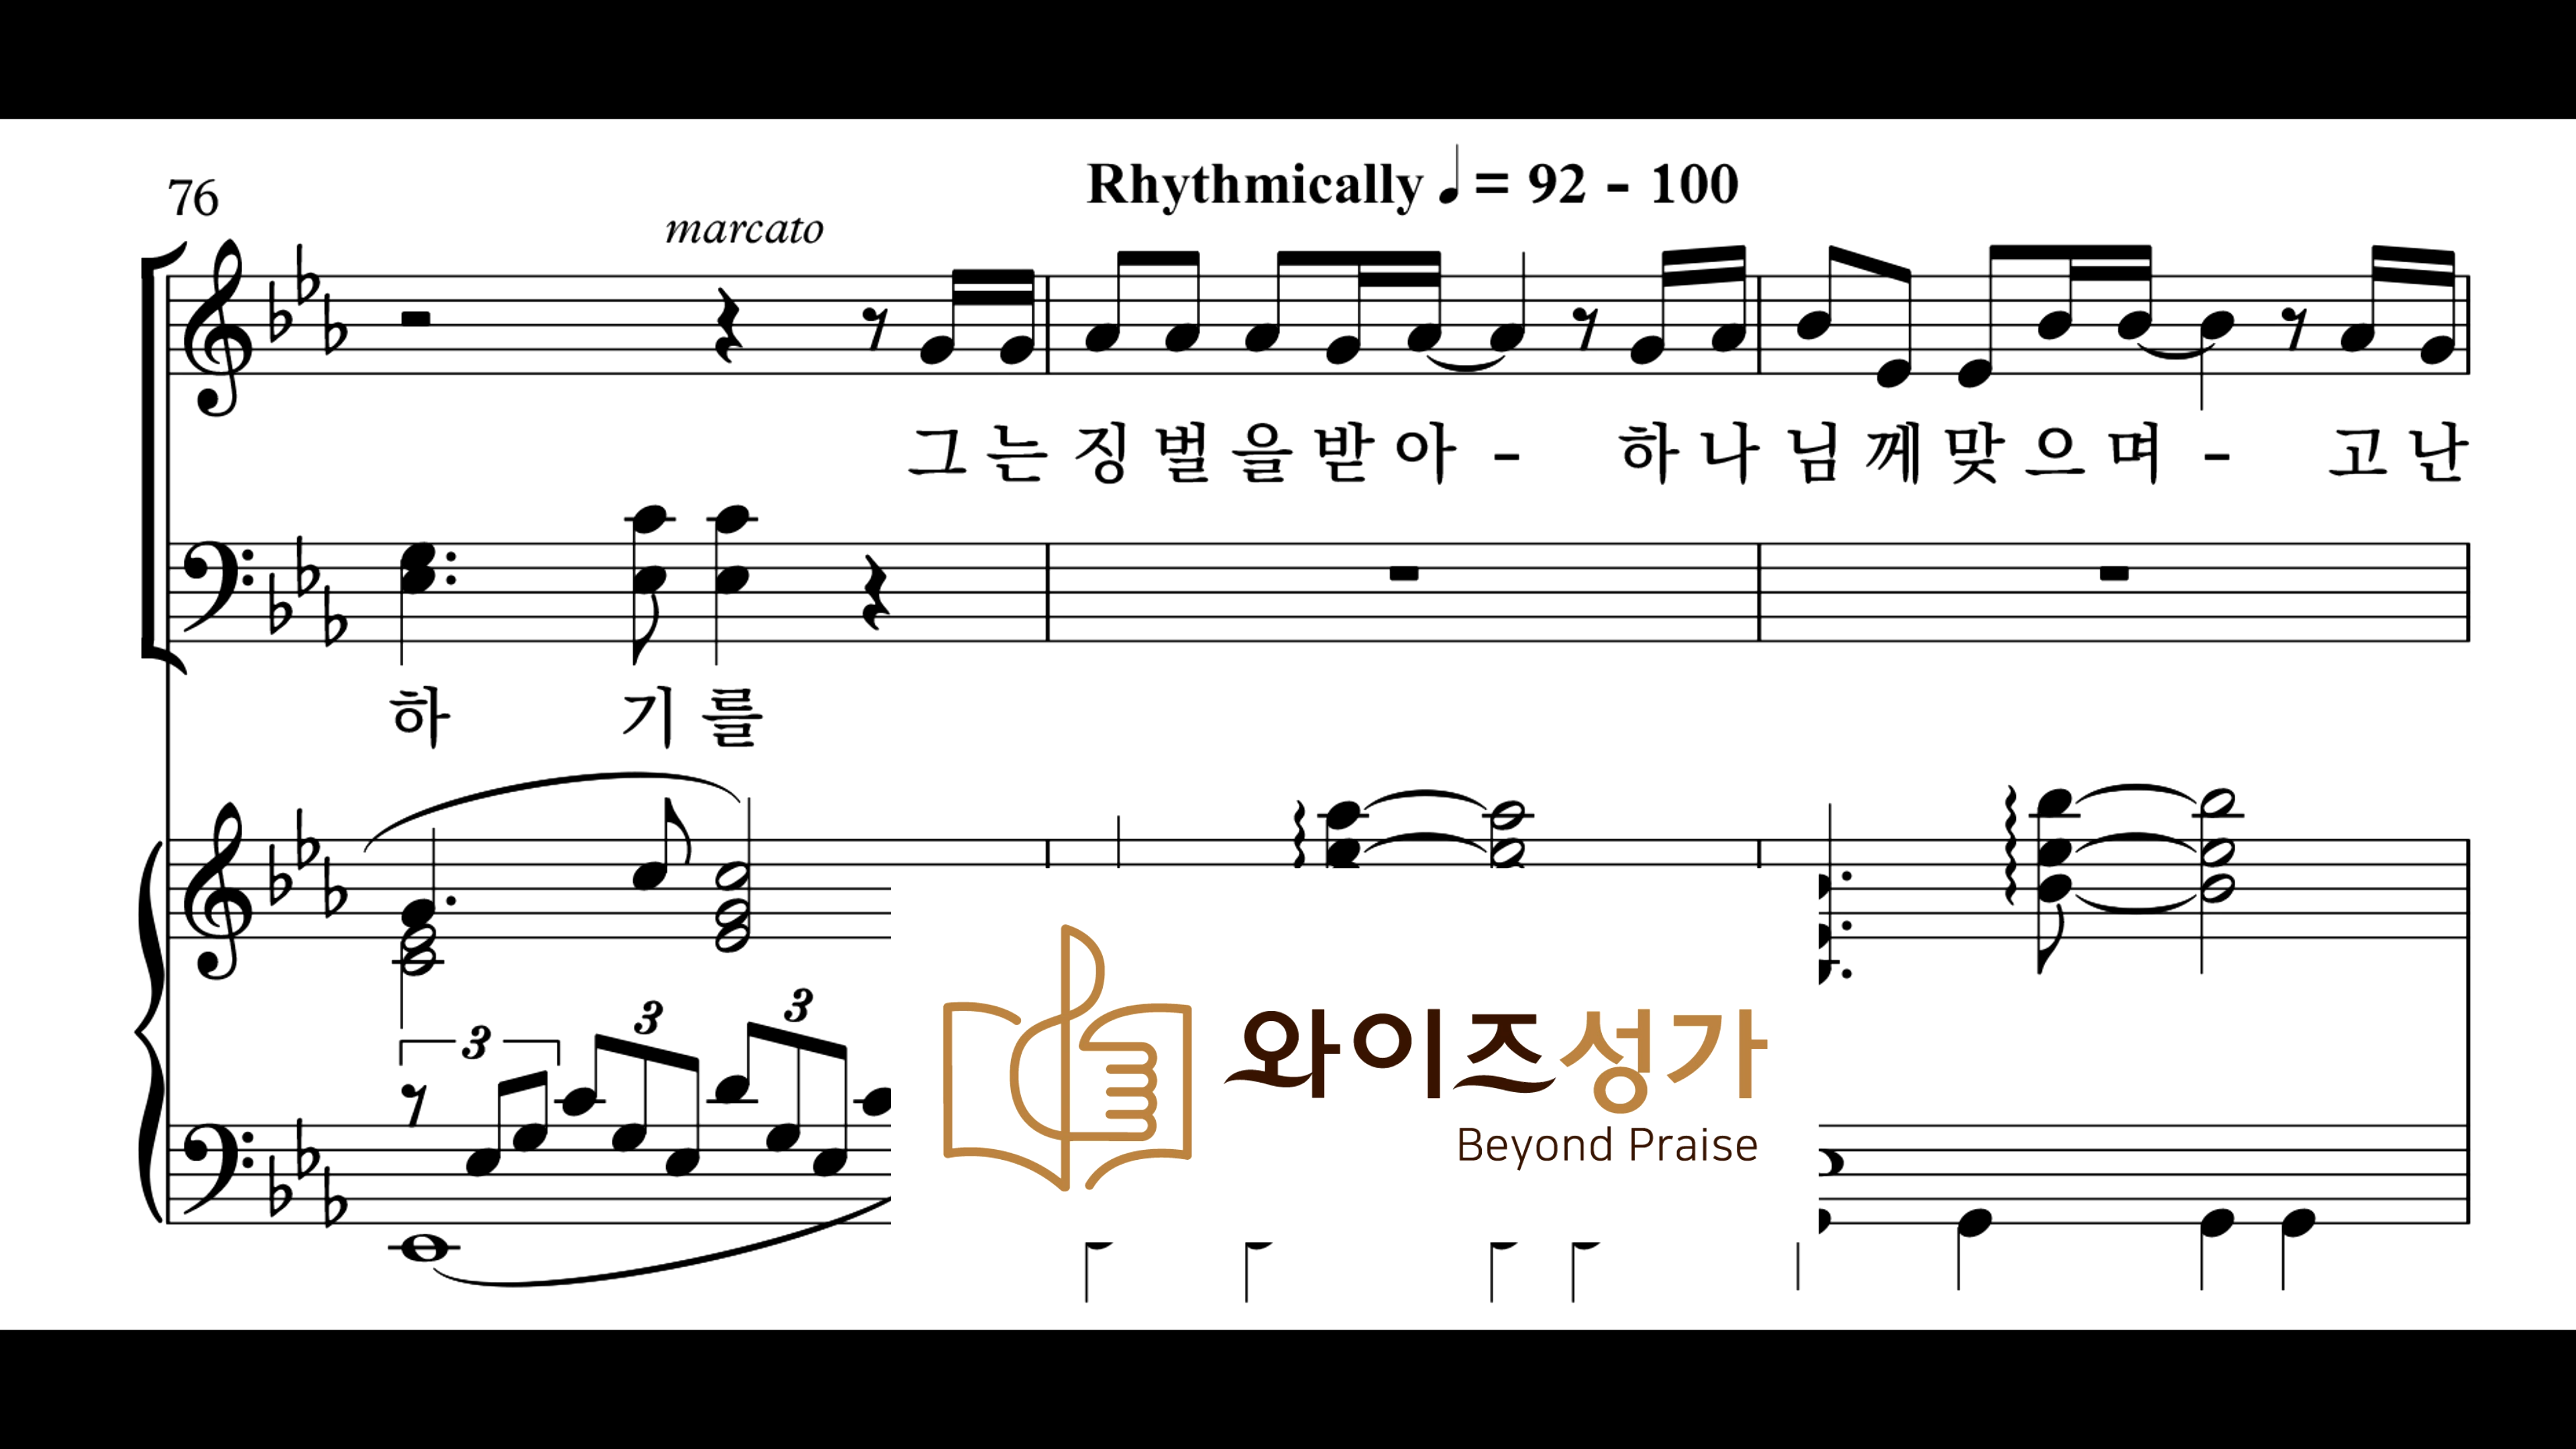 76
marcato
Rhythmically ♩= 92 - 100
그 는 징 벌 을 받 아 - 하 나 님 께 맞 으 며 - 고 난
하 기 를
3 3 3
와이즈성가
Beyond Praise